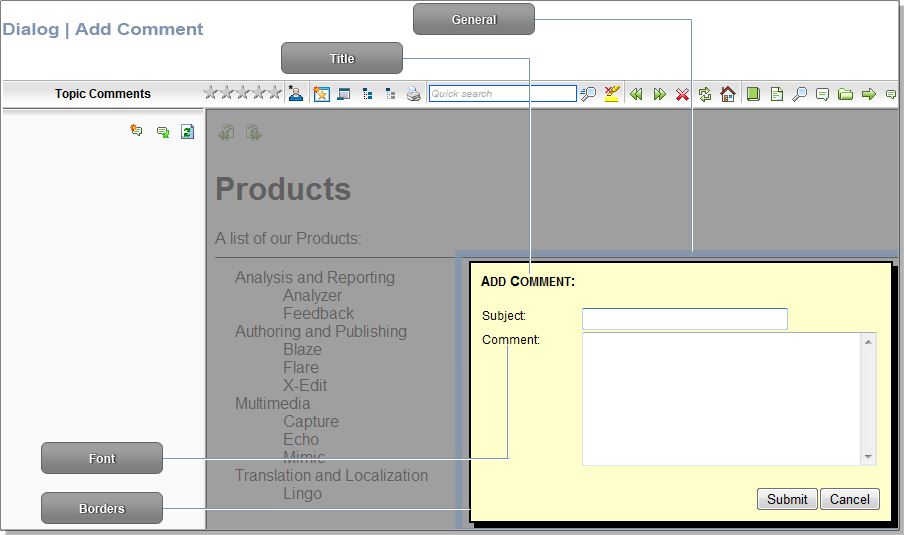 General
Dialog | Add Comment
Title
Topic Comments
Quick search
Products
A list of our Products:
Analysis and Reporting
Analyzer
Feedback
Authoring and Publishing
Blaze
Flare
X-Edit
Multimedia
Capture
Echo
Mimic
Translation and Localization
Lingo
ADD COMMENT:
Subject:
Comment:
Submit Cancel
Font
Borders